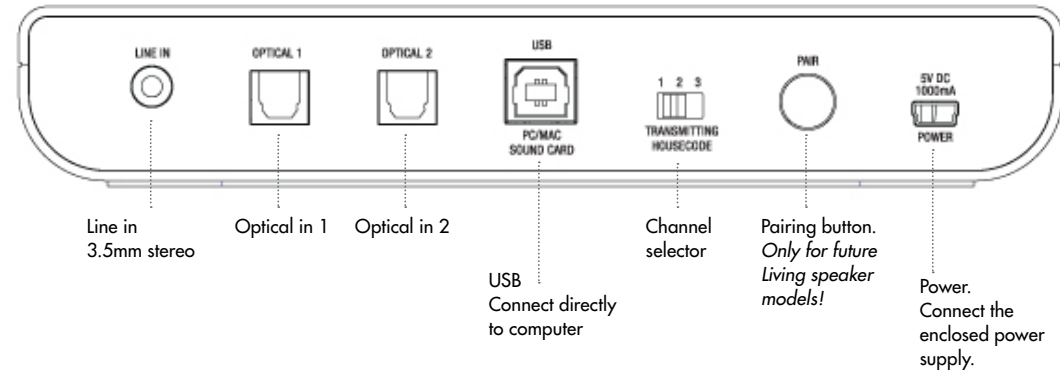 LINE IN
OPTICAL 1
OPTICAL 2
USB
PC/MAC
SOUND CARD
1 2 3
TRANSMITTING
HOUSECODE
PAIR
5V DC
1000mA
POWER
Line in
3.5mm stereo
Optical in 1
Optical in 2
USB
Connect directly
to computer
Channel
selector
Pairing button.
Only for future
Living speaker
models!
Power.
Connect the
enclosed power
supply.